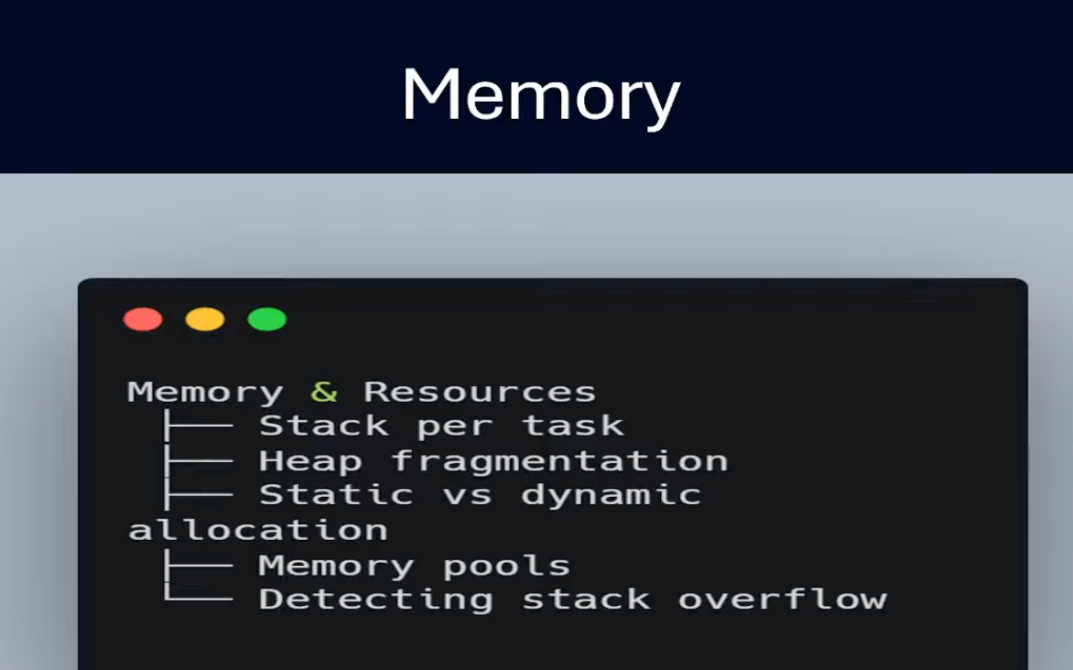 Memory
Memory & Resources
├── Stack per task
├── Heap fragmentation
├── Static vs dynamic
allocation
├── Memory pools
└── Detecting stack overflow